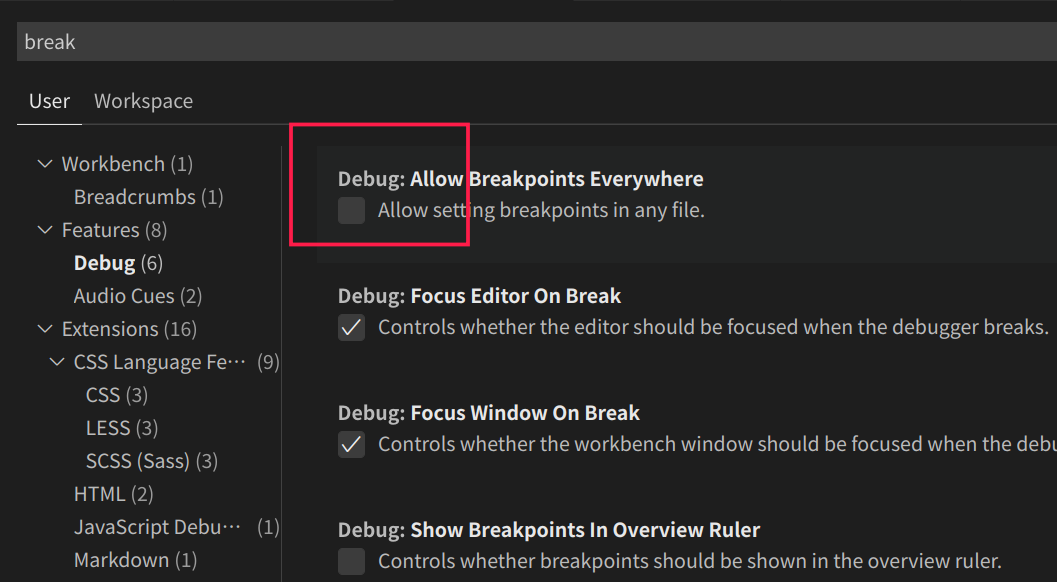 break
User Workspace
Workbench (1)
Breadcrumbs (1)
Features (8)
Debug (6)
Audio Cues (2)
Extensions (16)
CSS Language Fe··· (9)
CSS (3)
LESS (3)
SCSS (Sass) (3)
HTML (2)
JavaScript Debu··· (1)
Markdown (1)
Debug: Allow Breakpoints Everywhere
Allow setting breakpoints in any file.
Debug: Focus Editor On Break
Controls whether the editor should be focused when the debugger breaks.
Debug: Focus Window On Break
Controls whether the workbench window should be focused when the debu
Debug: Show Breakpoints In Overview Ruler
Controls whether breakpoints should be shown in the overview ruler.